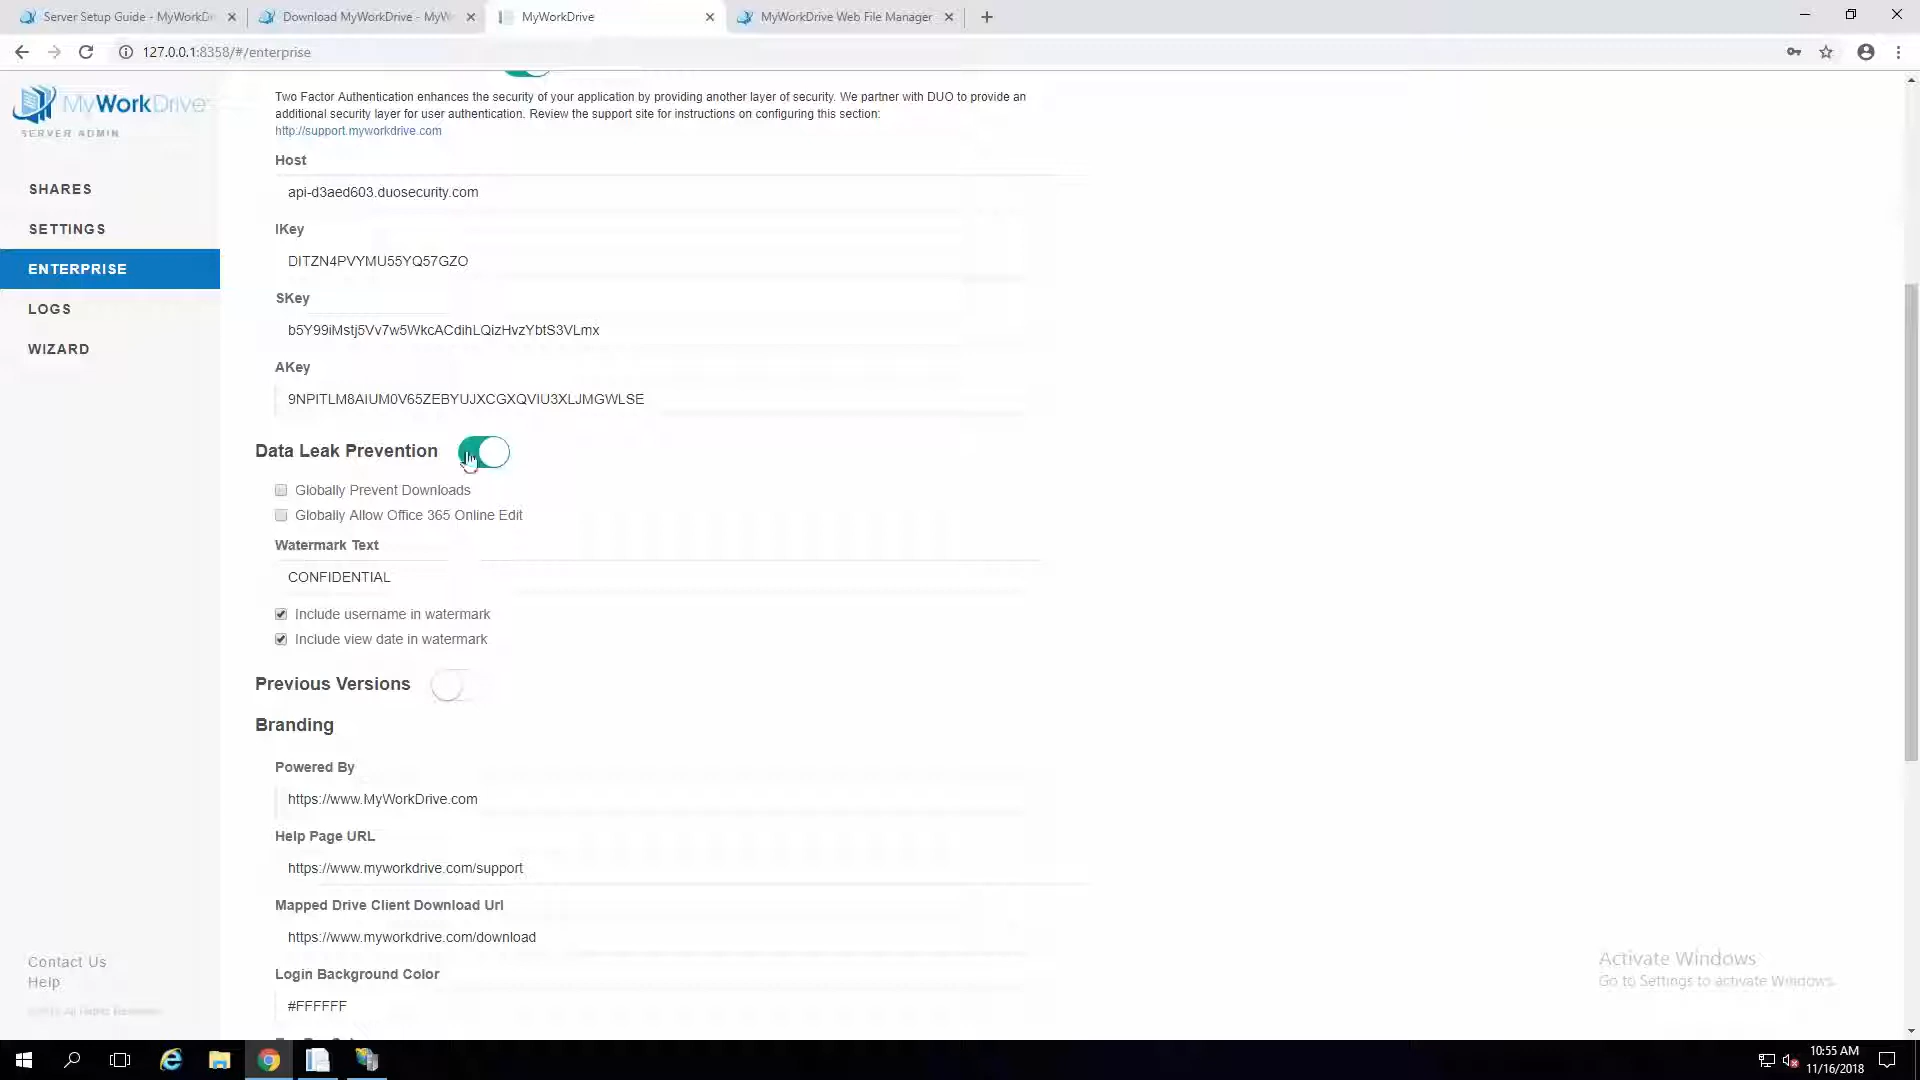 Server Setup Guide - MyWorkDr
Download MyWorkDrive - MyW
MyWorkDrive
MyWorkDrive Web File Manager
127.0.0.1:8358/#/enterprise
MyWorkDrive
SERVER ADMIN
SHARES
SETTINGS
ENTERPRISE
LOGS
WIZARD
Two Factor Authentication enhances the security of your application by providing another layer of security. We partner with DUO to provide an
additional security layer for user authentication. Review the support site for instructions on configuring this section:
http://support.myworkdrive.com
Host
api-d3aed603.duosecurity.com
IKey
DITZN4PVYMU55YQ57GZO
SKey
b5Y99iMstj5Vv7w5WkcACdihLQizHvzYbtS3VLmx
AKey
9NPITLM8AIUM0V65ZEBYUJXCGXQVIU3XLJMGWLSE
Data Leak Prevention
Globally Prevent Downloads
Globally Allow Office 365 Online Edit
Watermark Text
CONFIDENTIAL
Include username in watermark
Include view date in watermark
Previous Versions
Branding
Powered By
https://www.MyWorkDrive.com
Help Page URL
https://www.myworkdrive.com/support
Mapped Drive Client Download Url
https://www.myworkdrive.com/download
Login Background Color
#FFFFFF
Contact Us
Help
All Rights Reserved
Activate Windows
Go to Settings to activate Windows.
10:55 AM
11/16/2018